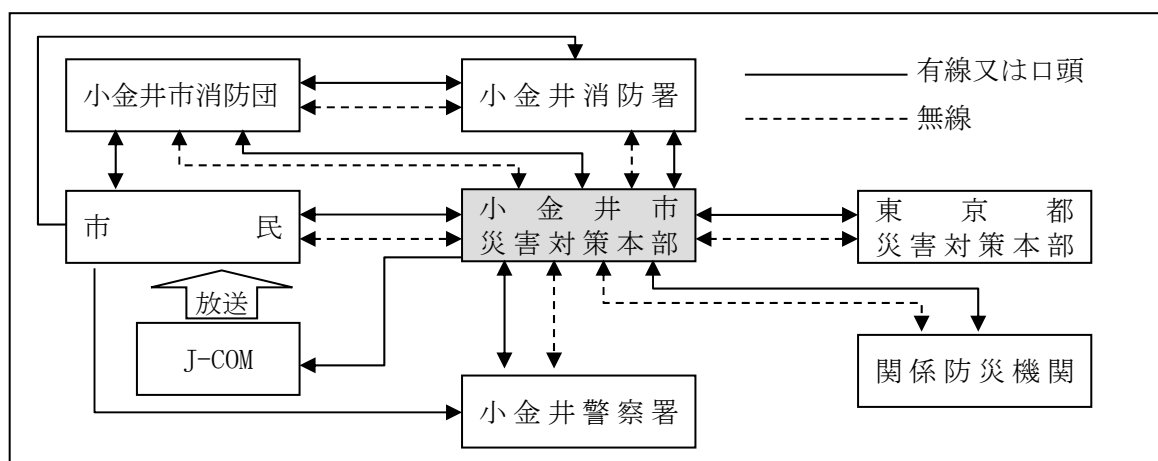 小金井市消防団
小金井消防署
有線又は口頭
無線
市民
小金井市
災害対策本部
東京都
災害対策本部
放送
J-COM
関係防災機関
小金井警察署